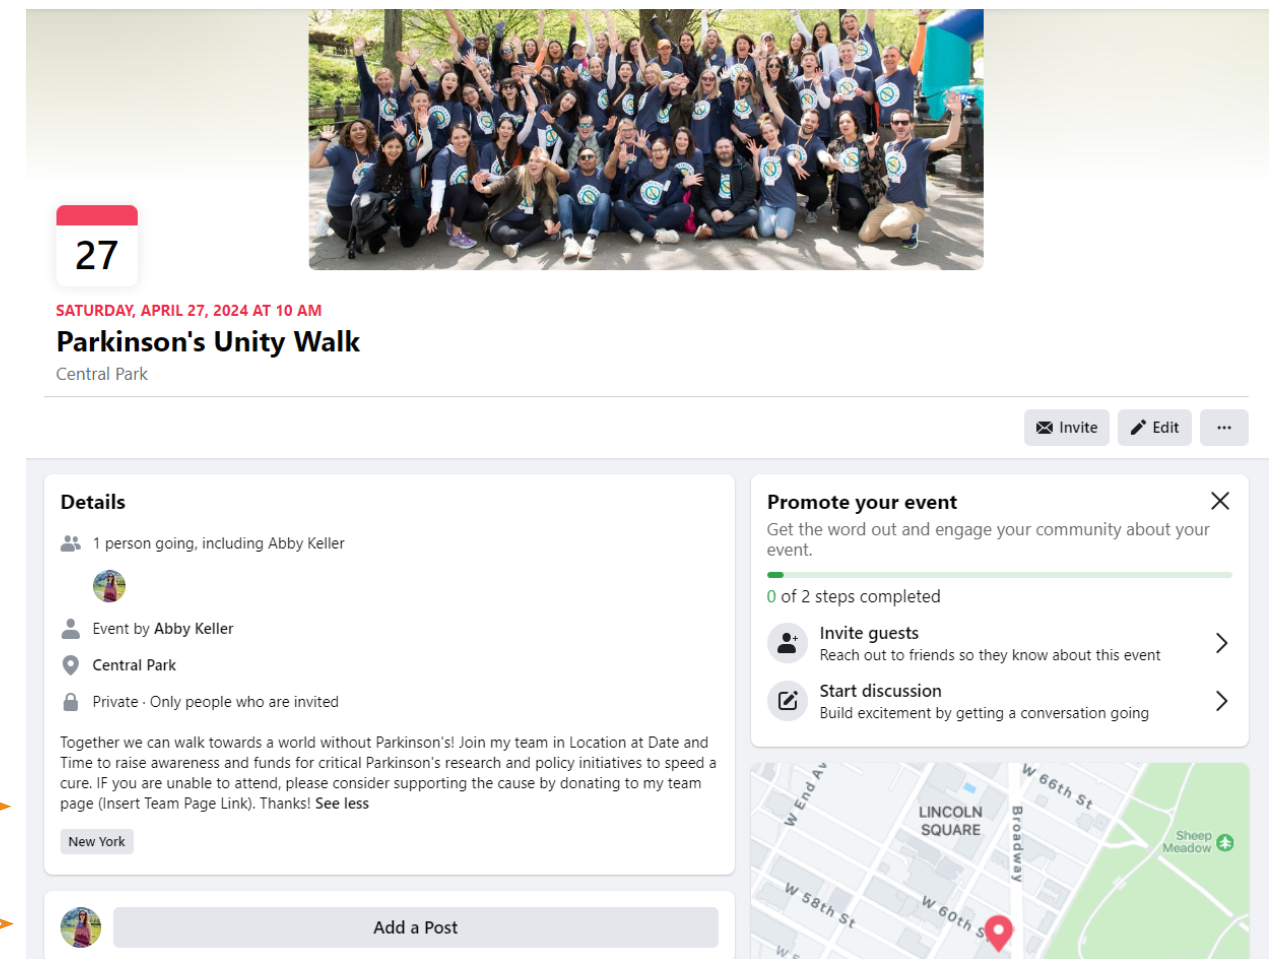 27
SATURDAY, APRIL 27, 2024 AT 10 AM
Parkinson's Unity Walk
Central Park
Invite
Edit
...
Details
1 person going, including Abby Keller
Event by Abby Keller
Central Park
Private · Only people who are invited
Together we can walk towards a world without Parkinson's! Join my team in Location at Date and
Time to raise awareness and funds for critical Parkinson's research and policy initiatives to speed a
cure. IF you are unable to attend, please consider supporting the cause by donating to my team
page (Insert Team Page Link). Thanks! See less
New York
Add a Post
Promote your event
Get the word out and engage your community about your
event.
0 of 2 steps completed
Invite guests
Reach out to friends so they know about this event
Start discussion
Build excitement by getting a conversation going
W End Av
W 66th St
LINCOLN
SQUARE
Broadway
Sheep
Meadow
W 58th St
W 60th S